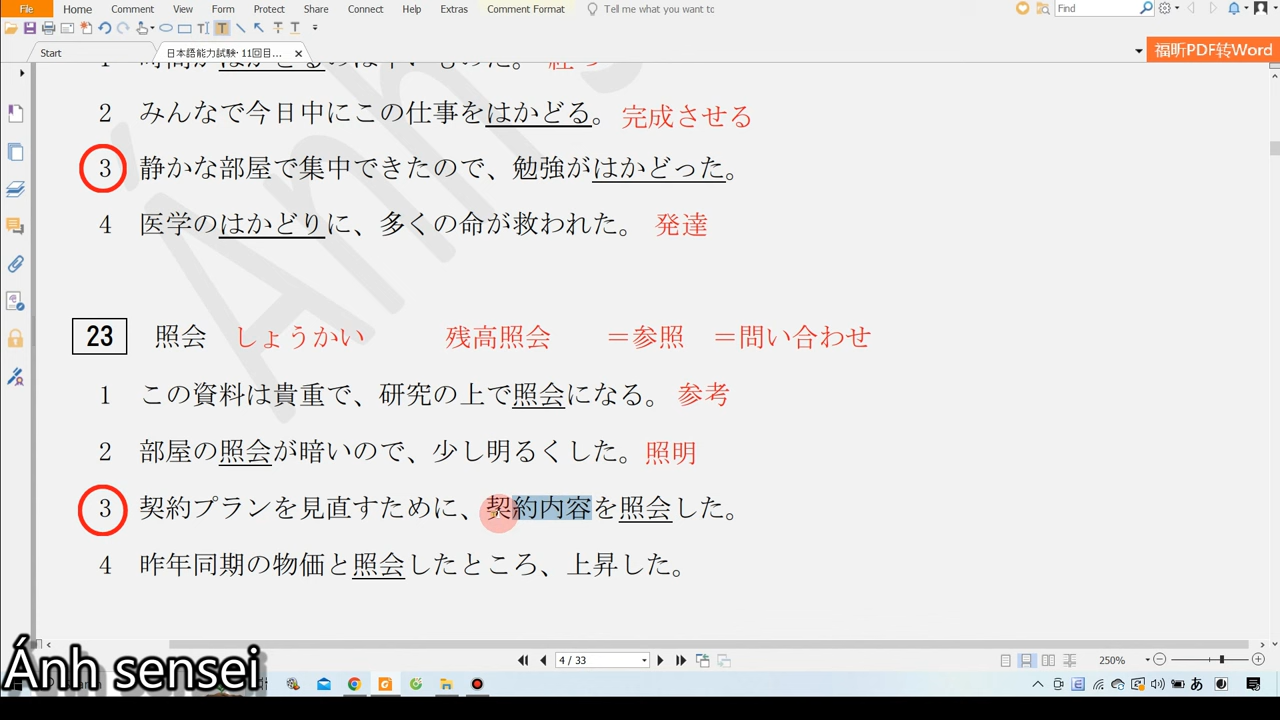 File Home Comment View Form Protect Share Connect Help Extras Comment Format Tell me what you want to
Find
Start 日本語能力試験· 11回目...
福昕PDF转Word
2 みんなで今日中にこの仕事をはかどる。 完成させる
3 静かな部屋で集中できたので、勉強がはかどった。
4 医学のはかどりに、多くの命が救われた。 発達
23 照会 しょうかい 残高照会 ＝参照 ＝問い合わせ
1 この資料は貴重で、研究の上で照会になる。 参考
2 部屋の照会が暗いので、少し明るくした。 照明
3 契約プランを見直すために、契約内容を照会した。
4 昨年同期の物価と照会したところ、上昇した。
Ánh sensei
4 / 33
250%
あ